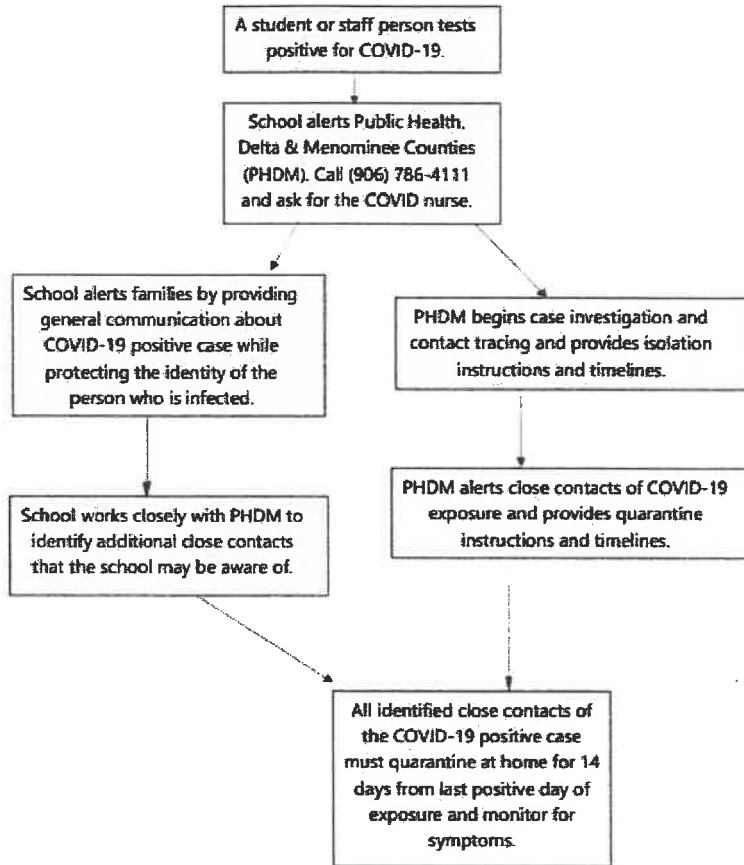 A student or staff person tests
positive for COVID-19.
School alerts Public Health,
Delta & Menominee Counties
(PHDM). Call (906) 786-4111
and ask for the COVID nurse.
School alerts families by providing
general communication about
COVID-19 positive case while
protecting the identity of the
person who is infected.
PHDM begins case investigation and
contact tracing and provides isolation
instructions and timelines.
School works closely with PHDM to
identify additional close contacts
that the school may be aware of.
PHDM alerts close contacts of COVID-19
exposure and provides quarantine
instructions and timelines.
All identified close contacts of
the COVID-19 positive case
must quarantine at home for 14
days from last positive day of
exposure and monitor for
symptoms.